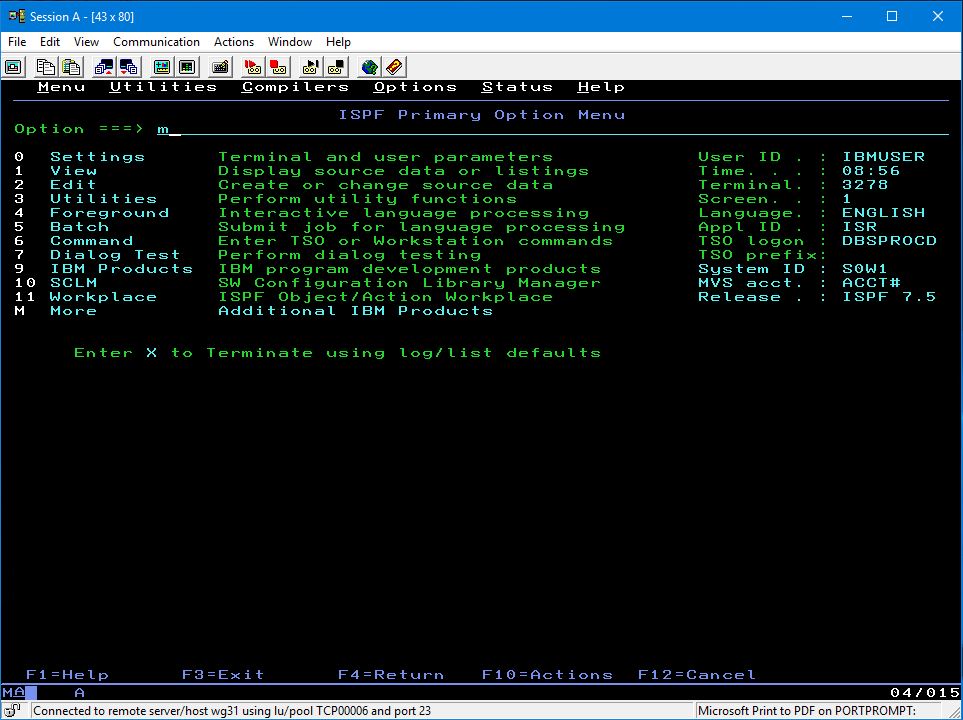 Session A - [43 x 80]
File Edit View Communication Actions Window Help
Menu Utilities Compilers Options Status Help
ISPF Primary Option Menu
Option ===> m_
0 Settings Terminal and user parameters User ID . : IBMUSER
1 View Display source data or listings Time. . . : 08:56
2 Edit Create or change source data Terminal. : 3278
3 Utilities Perform utility functions Screen. . : 1
4 Foreground Interactive language processing Language. : ENGLISH
5 Batch Submit job for language processing Appl ID . : ISR
6 Command Enter TSO or Workstation commands TSO logon : DBSPROCD
7 Dialog Test Perform dialog testing TSO prefix:
9 IBM Products IBM program development products System ID : S0W1
10 SCLM SW Configuration Library Manager MVS acct. : ACCT#
11 Workplace ISPF Object/Action Workplace Release . : ISPF 7.5
M More Additional IBM Products
Enter X to Terminate using log/list defaults
F1=Help F3=Exit F4=Return F10=Actions F12=Cancel
MA A 04/015
Connected to remote server/host wg31 using lu/pool TCP00006 and port 23 Microsoft Print to PDF on PORTPROMPT: